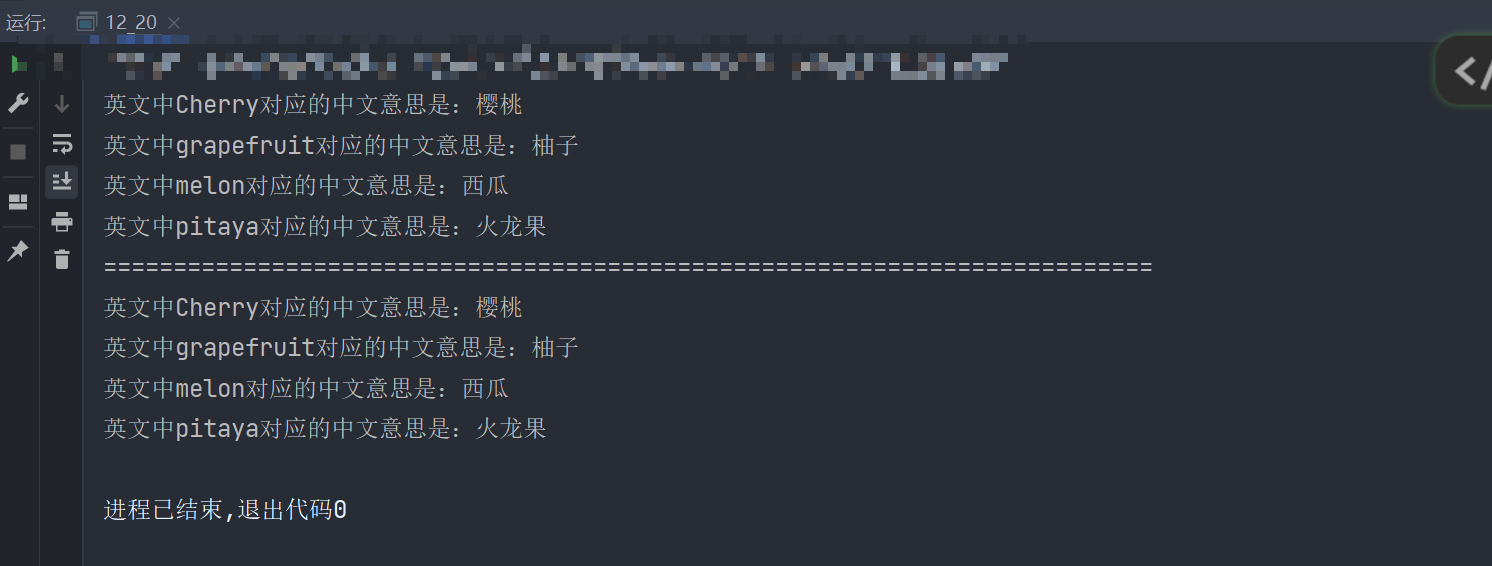 运行: 12_20
英文中Cherry对应的中文意思是：樱桃
英文中grapefruit对应的中文意思是：柚子
英文中melon对应的中文意思是：西瓜
英文中pitaya对应的中文意思是：火龙果
===========================================================================
英文中Cherry对应的中文意思是：樱桃
英文中grapefruit对应的中文意思是：柚子
英文中melon对应的中文意思是：西瓜
英文中pitaya对应的中文意思是：火龙果
进程已结束,退出代码0